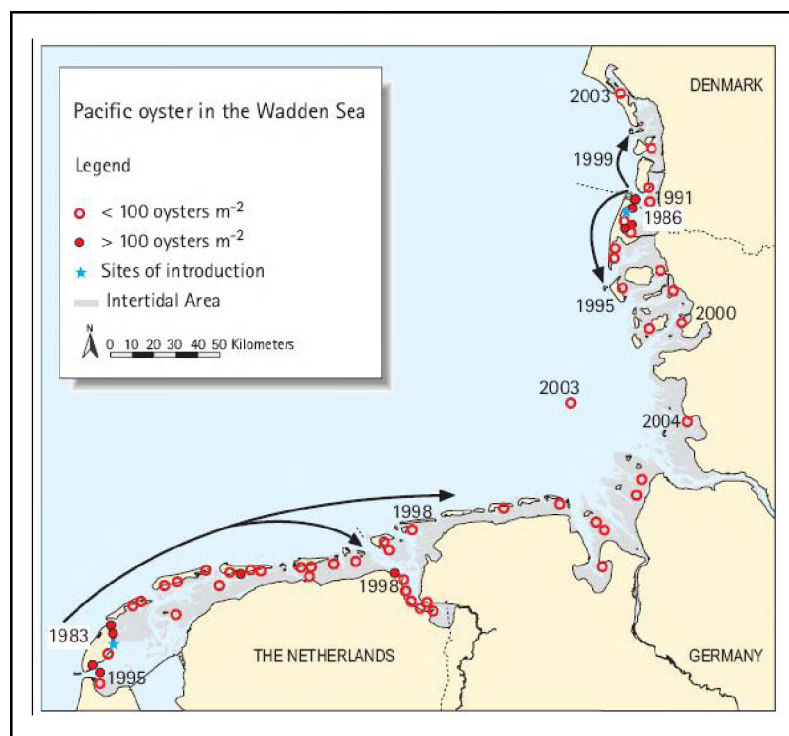 Pacific oyster in the Wadden Sea
Legend
< 100 oysters m⁻²
> 100 oysters m⁻²
Sites of introduction
Intertidal Area
N
0 10 20 30 40 50 Kilometers
2003
DENMARK
1999
1991
1986
1995
2000
2003
2004
1998
1998
1983
1995
THE NETHERLANDS
GERMANY